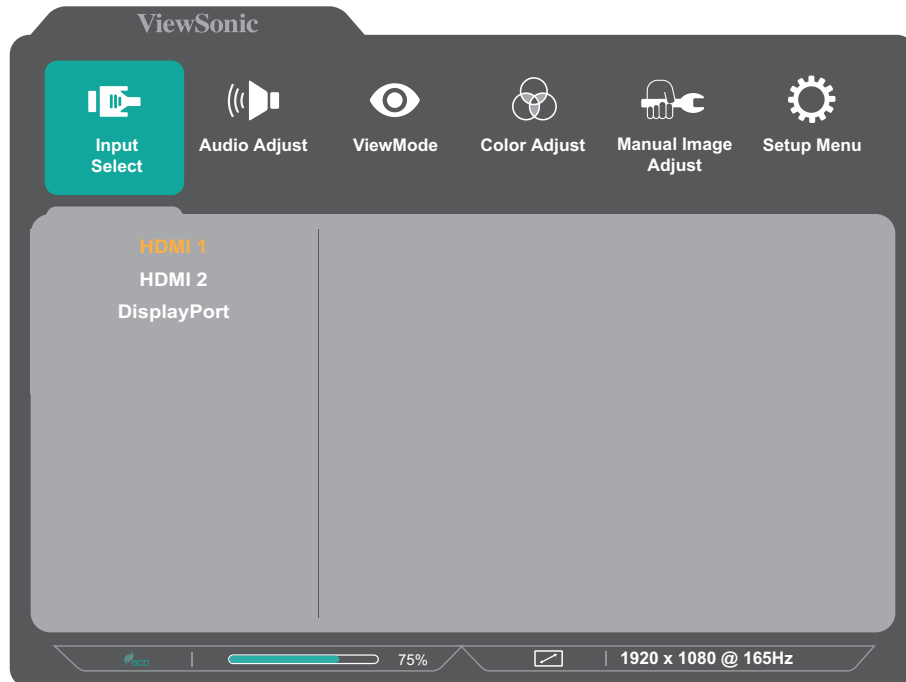 ViewSonic
Input
Select
Audio Adjust
ViewMode
Color Adjust
Manual Image
Adjust
Setup Menu
HDMI 1
HDMI 2
DisplayPort
eco
75%
1920 x 1080 @ 165Hz